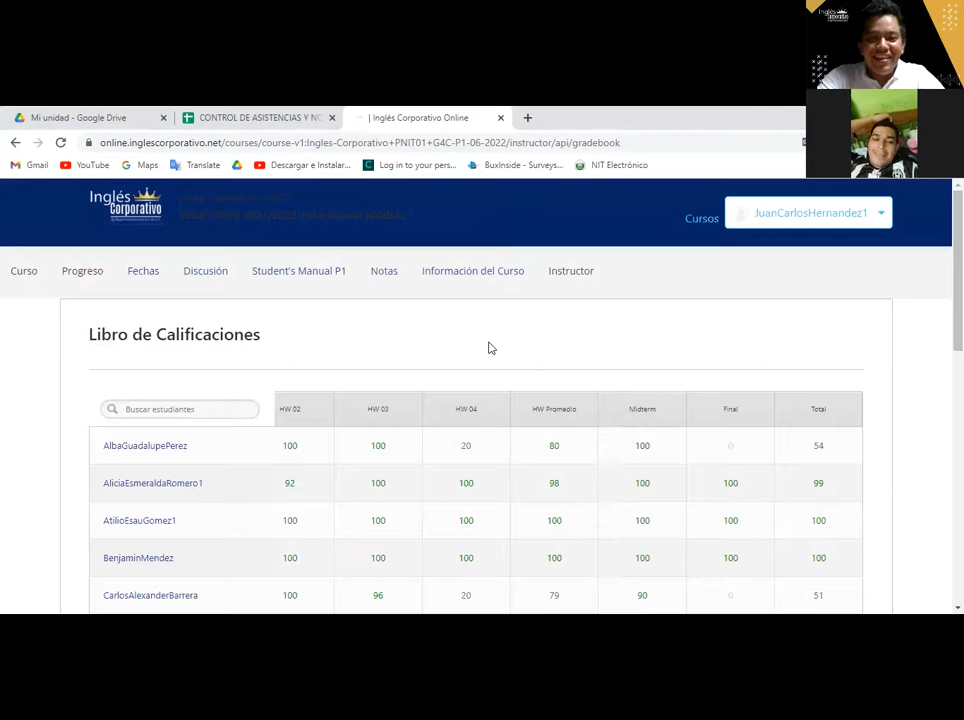 Inglés
Corporativo
Mi unidad - Google Drive
CONTROL DE ASISTENCIAS Y NO
| Inglés Corporativo Online
online.inglescorporativo.net/courses/course-v1:Ingles-Corporativo+PNIT01+G4C-P1-06-2022/instructor/api/gradebook
Gmail YouTube Maps Translate Descargar e Instalar... Log in to your pers... BuxInside - Surveys... NIT Electrónico
Inglés
Corporativo
Cursos JuanCarlosHernandez1
Curso Progreso Fechas Discusión Student's Manual P1 Notas Información del Curso Instructor
Libro de Calificaciones
Buscar estudiantes HW 02 HW 03 HW 04 HW Promedio Midterm Final Total
AlbaGuadalupePerez 100 100 20 80 100 0 54
AliciaEsmeraldaRomero1 92 100 100 98 100 100 99
AtilioEsauGomez1 100 100 100 100 100 100 100
BenjaminMendez 100 100 100 100 100 100 100
CarlosAlexanderBarrera 100 96 20 79 90 0 51